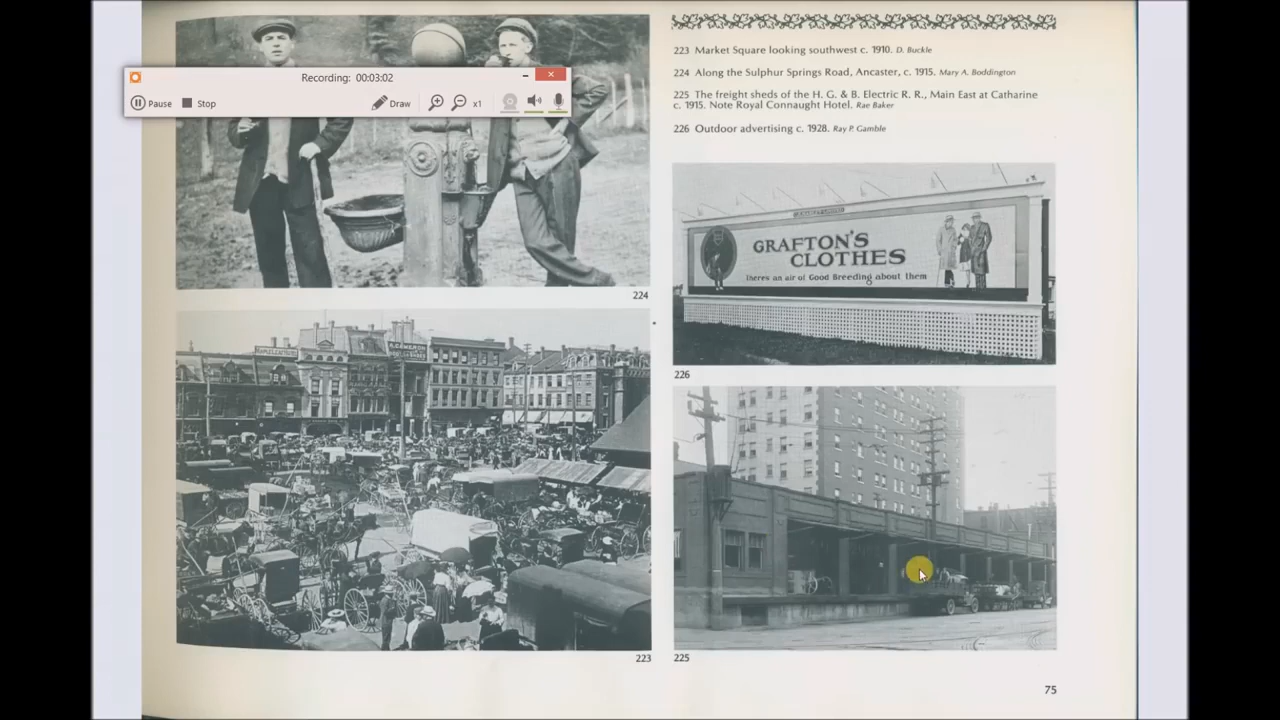 Recording: 00:03:02
Pause
Stop
Draw
x1
223 Market Square looking southwest c. 1910. D. Buckle
224 Along the Sulphur Springs Road, Ancaster, c. 1915. Mary A. Boddington
225 The freight sheds of the H. G. & B. Electric R. R., Main East at Catharine
c. 1915. Note Royal Connaught Hotel. Rae Baker
226 Outdoor advertising c. 1928. Ray P. Gamble
GRAFTON'S
CLOTHES
There's an air of Good Breeding about them
224
226
223
225
75